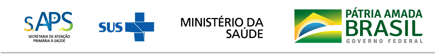 sAPS
SECRETARIA DE ATENÇÃO
PRIMÁRIA À SAÚDE
SUS
MINISTÉRIO DA
SAÚDE
PÁTRIA AMADA
BRASIL
GOVERNO FEDERAL